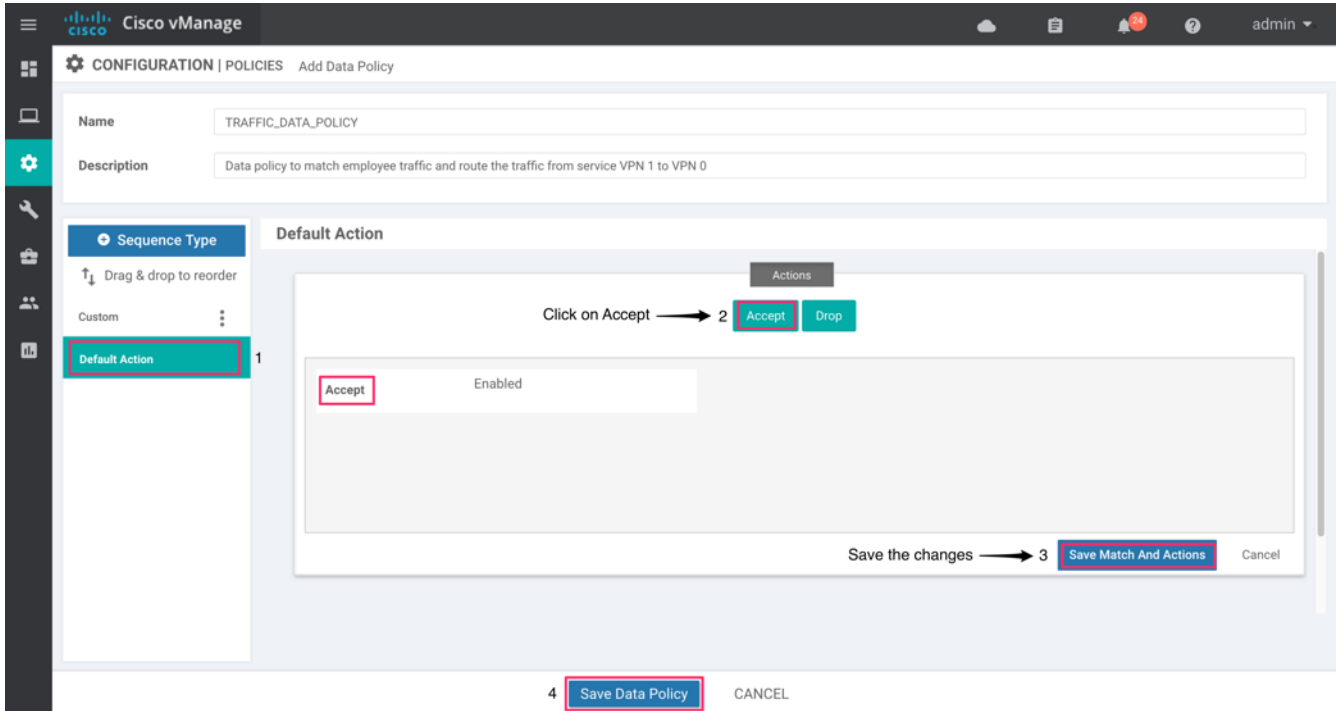 cisco Cisco vManage 24 admin
CONFIGURATION | POLICIES Add Data Policy
Name TRAFFIC_DATA_POLICY
Description Data policy to match employee traffic and route the traffic from service VPN 1 to VPN 0
Sequence Type Default Action
Drag & drop to reorder
Actions
Custom
Click on Accept 2 Accept Drop
Default Action 1
Accept Enabled
Save the changes 3 Save Match And Actions Cancel
4 Save Data Policy CANCEL